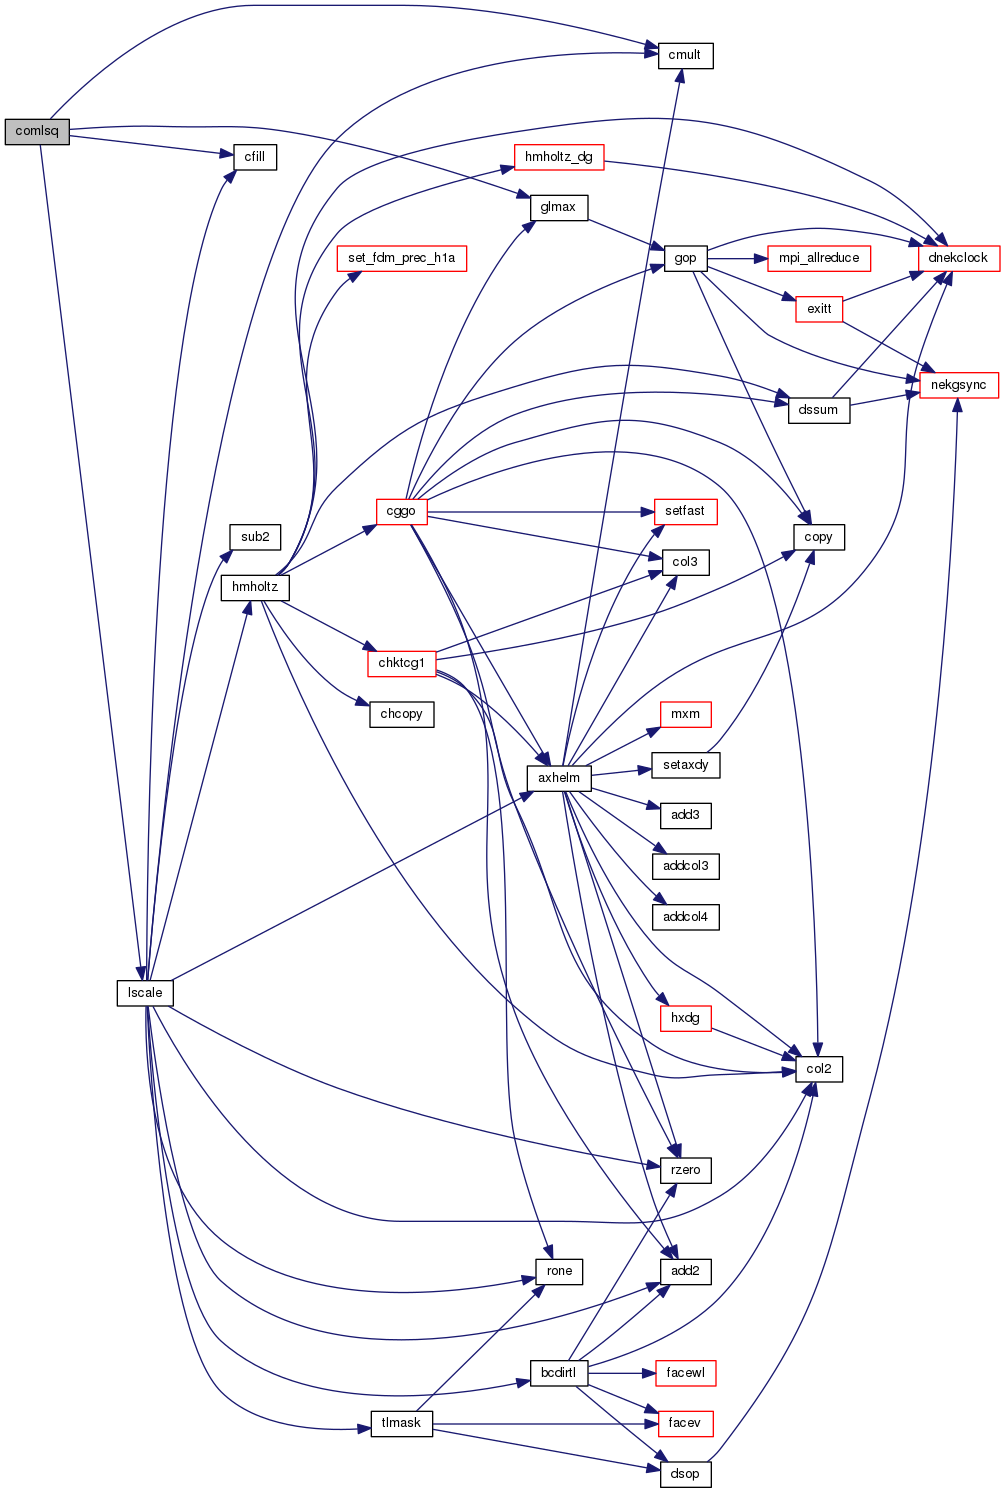 cmult
comlsq
cfill
hmholtz_dg
glmax
set_fdm_prec_h1a
gop
mpi_allreduce
dnekclock
exitt
nekgsync
dssum
cggo
setfast
sub2
copy
col3
hmholtz
chktcg1
chcopy
mxm
setaxdy
axhelm
add3
addcol3
addcol4
lscale
hxdg
col2
rzero
rone
add2
bcdirtl
facewl
tlmask
facev
dsop